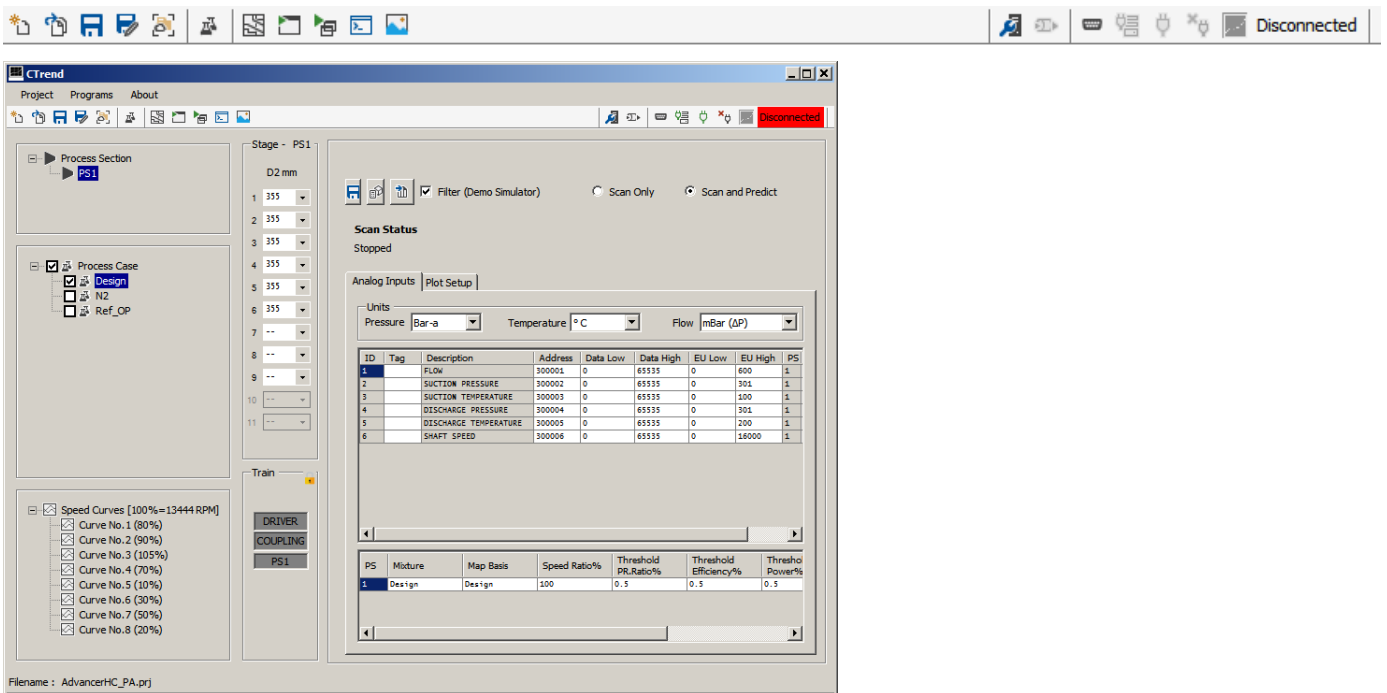 Disconnected
CTrend
Project Programs About
Disconnected
Process Section
PS1
Process Case
Design
N2
Ref_OP
Speed Curves [100%=13444 RPM]
Curve No.1 (80%)
Curve No.2 (90%)
Curve No.3 (105%)
Curve No.4 (70%)
Curve No.5 (10%)
Curve No.6 (30%)
Curve No.7 (50%)
Curve No.8 (20%)
Stage - PS1
D2 mm
1 355
2 355
3 355
4 355
5 355
6 355
7 --
8 --
9 --
10 --
11 --
Train
DRIVER
COUPLING
PS1
Filter (Demo Simulator) Scan Only Scan and Predict
Scan Status
Stopped
Analog Inputs Plot Setup
Units
Pressure Bar-a Temperature ° C Flow mBar (ΔP)
ID Tag Description Address Data Low Data High EU Low EU High PS
1 FLOW 300001 0 65535 0 600 1
2 SUCTION PRESSURE 300002 0 65535 0 301 1
3 SUCTION TEMPERATURE 300003 0 65535 0 100 1
4 DISCHARGE PRESSURE 300004 0 65535 0 301 1
5 DISCHARGE TEMPERATURE 300005 0 65535 0 200 1
6 SHAFT SPEED 300006 0 65535 0 16000 1
PS Mixture Map Basis Speed Ratio% Threshold PR.Ratio% Threshold Efficiency% Threshol Power%
1 Design Design 100 0.5 0.5 0.5
Filename : AdvancerHC_PA.prj